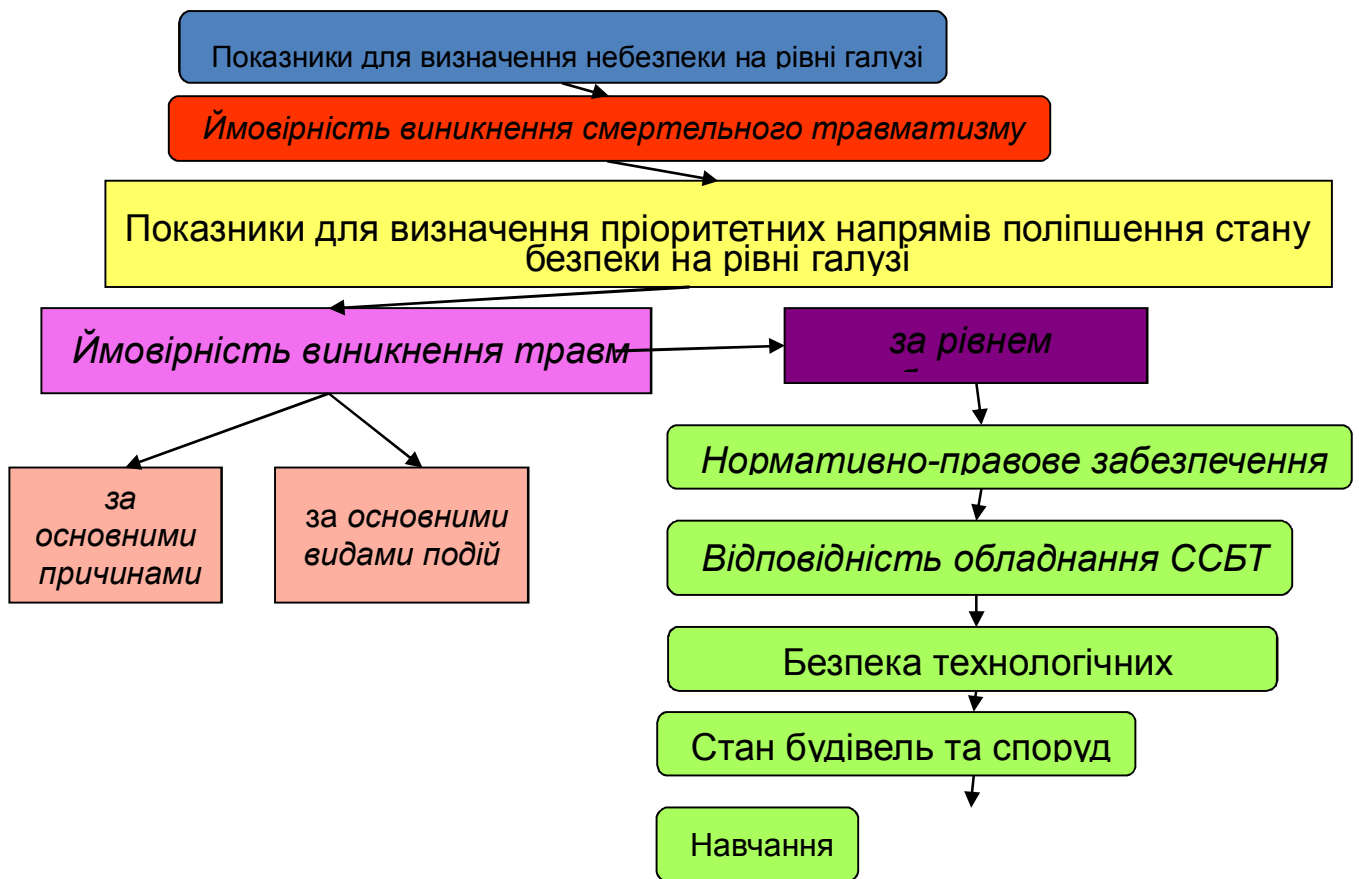 Показники для визначення небезпеки на рівні галузі
Ймовірність виникнення смертельного травматизму
Показники для визначення пріоритетних напрямів поліпшення стану
безпеки на рівні галузі
Ймовірність виникнення травм
за рівнем
за
основними
причинами
за основними
видами подій
Нормативно-правове забезпечення
Відповідність обладнання ССБТ
Безпека технологічних
Стан будівель та споруд
Навчання